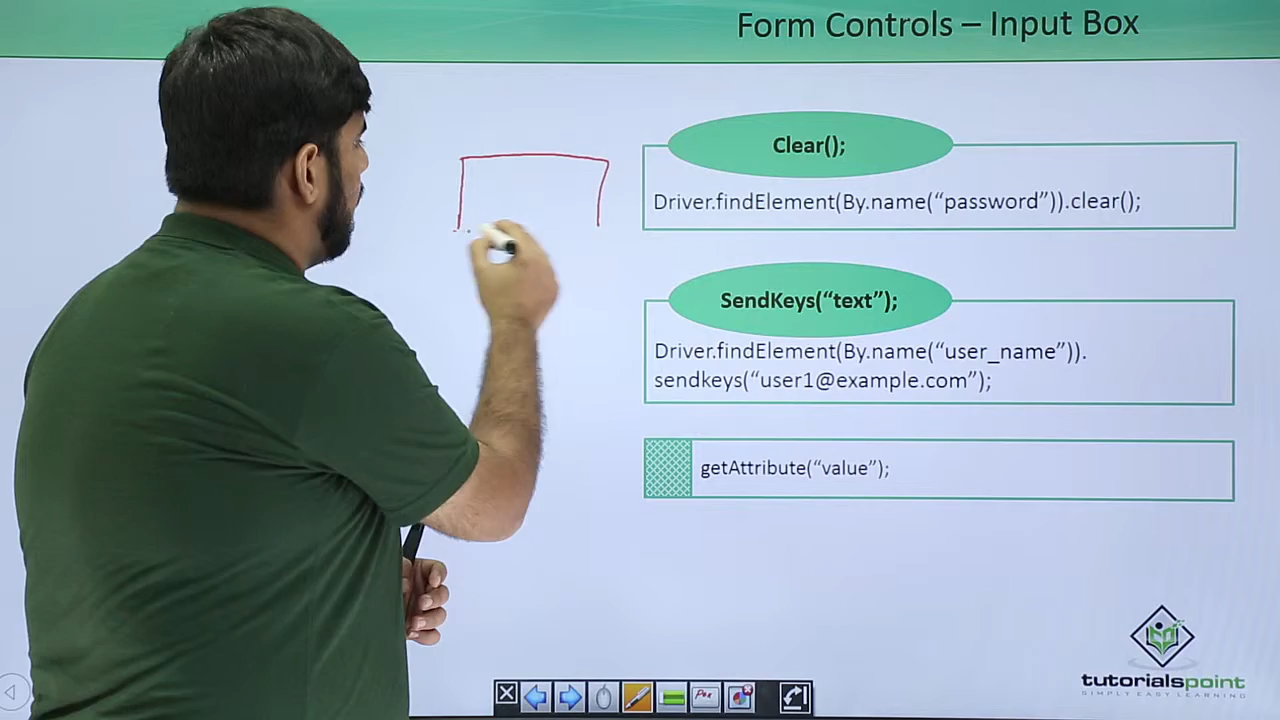 Form Controls – Input Box
Clear();
Driver.findElement(By.name(“password”)).clear();
SendKeys(“text”);
Driver.findElement(By.name(“user_name”)).
sendkeys(“user1@example.com”);
getAttribute(“value”);
Pen
tutorialspoint
SIMPLY EASY LEARNING